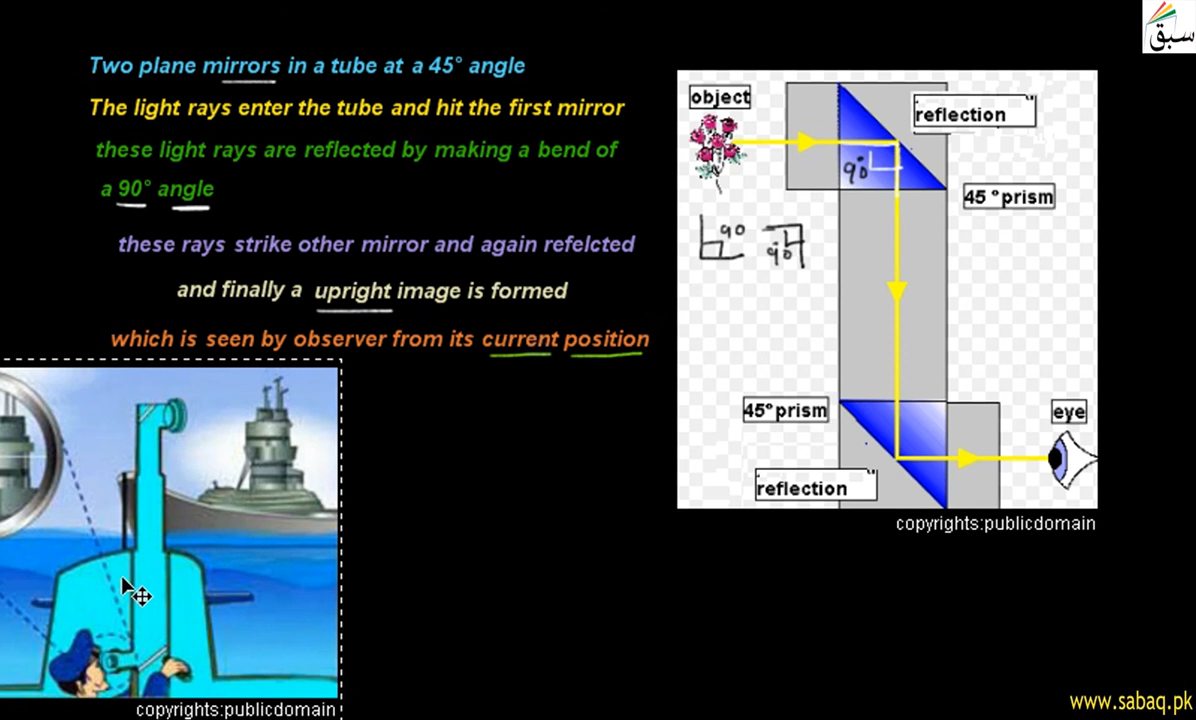 Two plane mirrors in a tube at a 45° angle
The light rays enter the tube and hit the first mirror
these light rays are reflected by making a bend of
a 90° angle
these rays strike other mirror and again refelcted
and finally a upright image is formed
which is seen by observer from its current position
copyrights:publicdomain
سبق
object
reflection
90°
45 °prism
90
90
45°prism
eye
reflection
copyrights:publicdomain
www.sabaq.pk